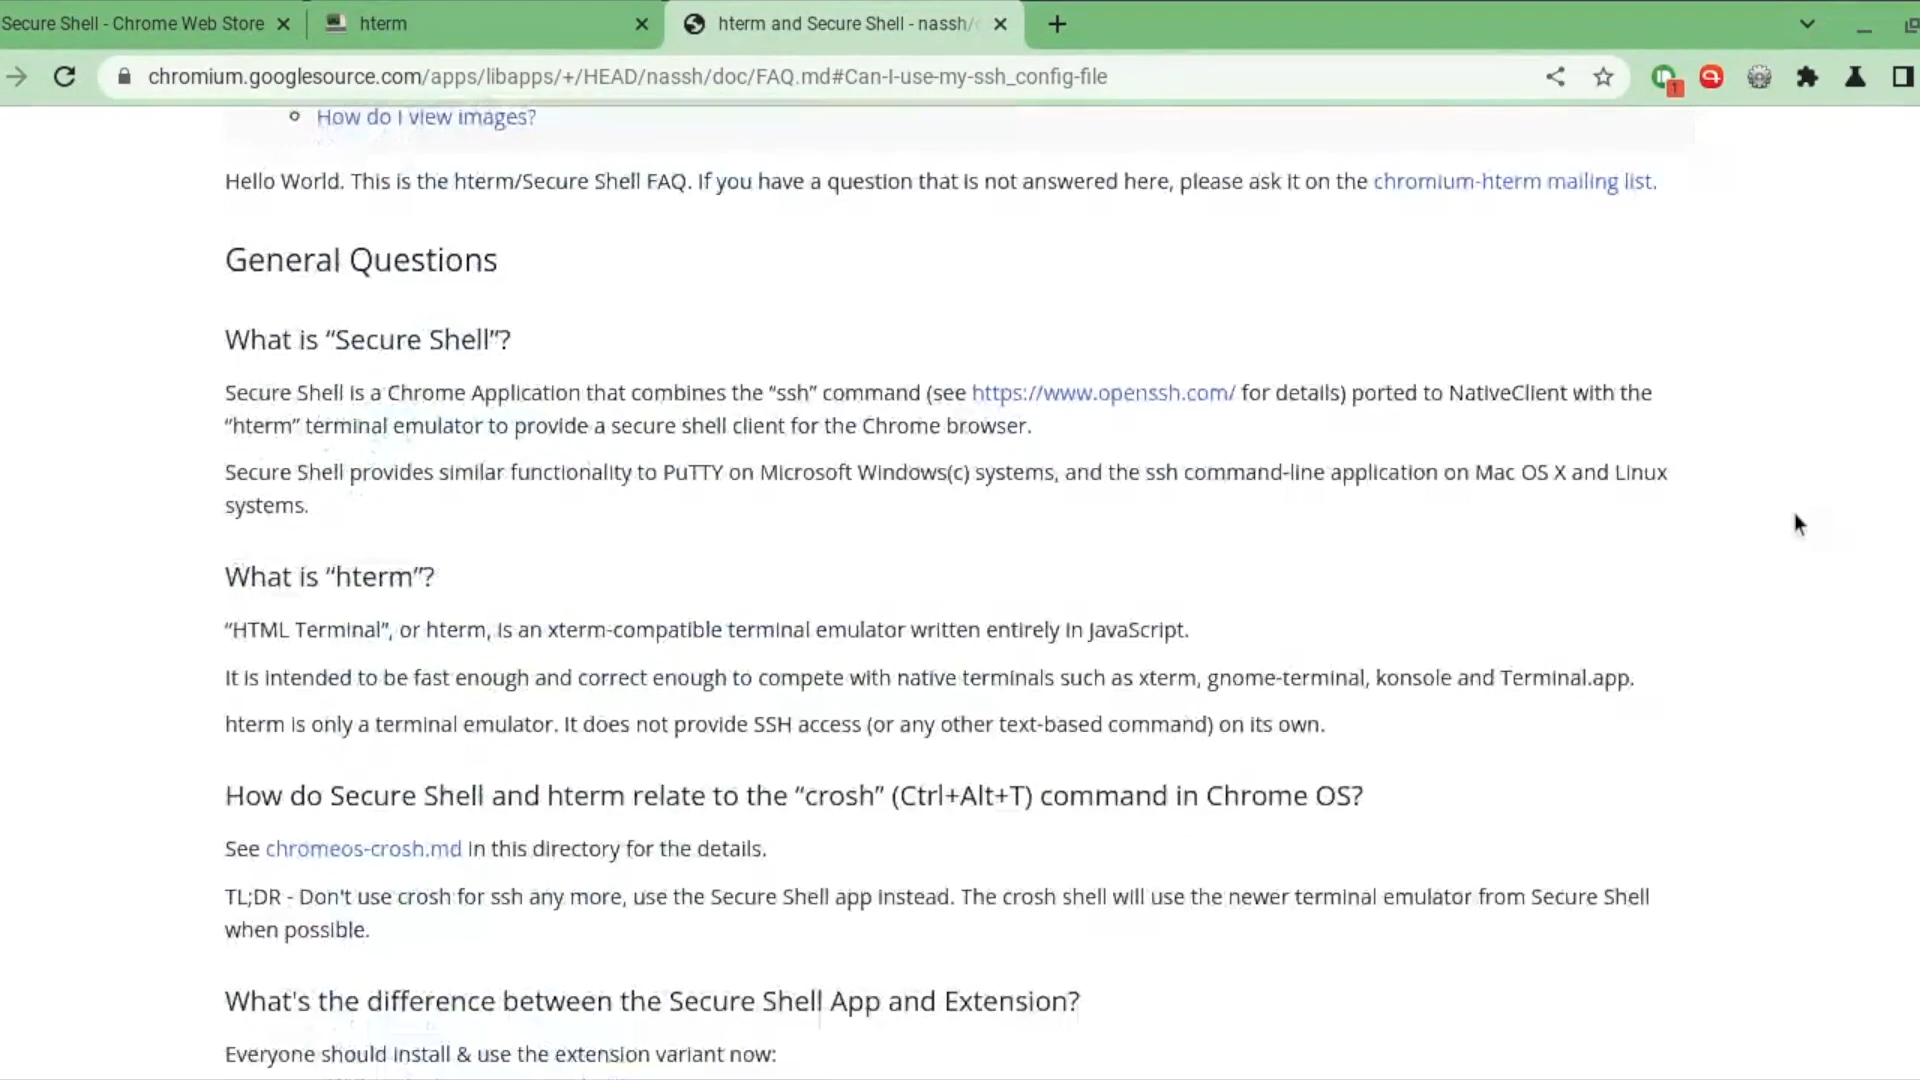 Secure Shell - Chrome Web Store
hterm
hterm and Secure Shell - nassh/
chromium.googlesource.com/apps/libapps/+/HEAD/nassh/doc/FAQ.md#Can-I-use-my-ssh_config-file
1
How do I view images?
Hello World. This is the hterm/Secure Shell FAQ. If you have a question that is not answered here, please ask it on the chromium-hterm mailing list.
General Questions
What is “Secure Shell”?
Secure Shell is a Chrome Application that combines the “ssh” command (see https://www.openssh.com/ for details) ported to NativeClient with the
“hterm” terminal emulator to provide a secure shell client for the Chrome browser.
Secure Shell provides similar functionality to PuTTY on Microsoft Windows(c) systems, and the ssh command-line application on Mac OS X and Linux
systems.
What is “hterm”?
“HTML Terminal”, or hterm, is an xterm-compatible terminal emulator written entirely in JavaScript.
It is intended to be fast enough and correct enough to compete with native terminals such as xterm, gnome-terminal, konsole and Terminal.app.
hterm is only a terminal emulator. It does not provide SSH access (or any other text-based command) on its own.
How do Secure Shell and hterm relate to the “crosh” (Ctrl+Alt+T) command in Chrome OS?
See chromeos-crosh.md in this directory for the details.
TL;DR - Don't use crosh for ssh any more, use the Secure Shell app instead. The crosh shell will use the newer terminal emulator from Secure Shell
when possible.
What's the difference between the Secure Shell App and Extension?
Everyone should install & use the extension variant now: